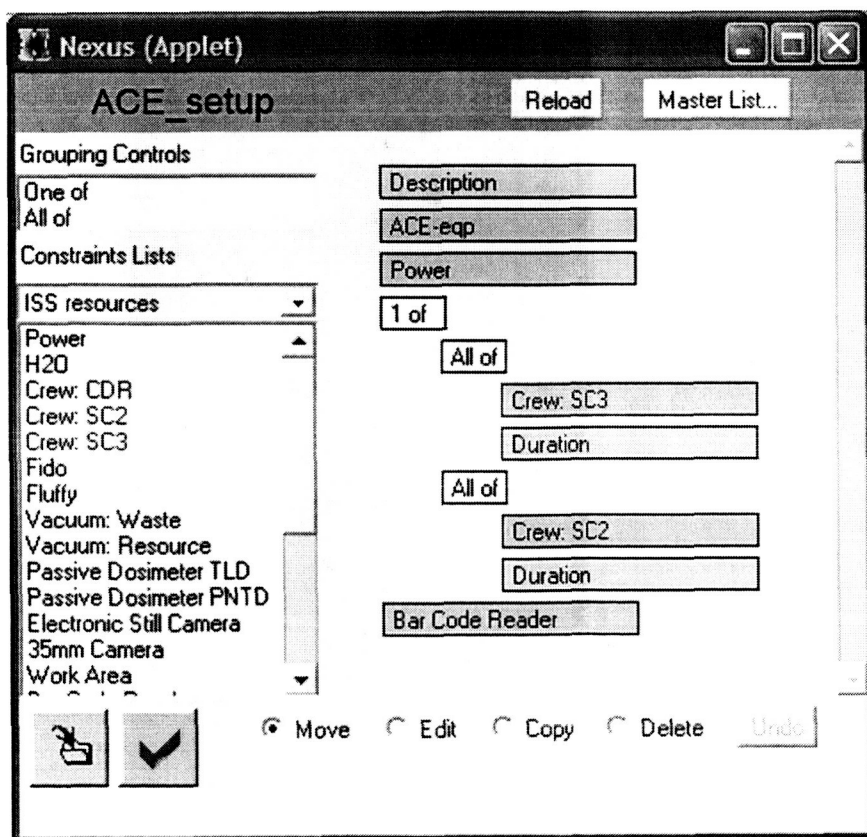 Nexus (Applet)
ACE_setup
Reload
Master List...
Grouping Controls
One of
All of
Constraints Lists
ISS resources
Power
H2O
Crew: CDR
Crew: SC2
Crew: SC3
Fido
Fluffy
Vacuum: Waste
Vacuum: Resource
Passive Dosimeter TLD
Passive Dosimeter PNTD
Electronic Still Camera
35mm Camera
Work Area
Description
ACE-eqp
Power
1 of
All of
Crew: SC3
Duration
All of
Crew: SC2
Duration
Bar Code Reader
Move
Edit
Copy
Delete
Undo